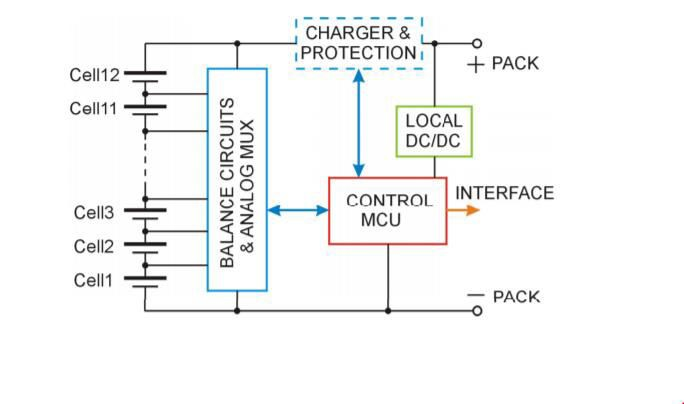 CHARGER &
PROTECTION
+ PACK
Cell12
Cell11
LOCAL
DC/DC
BALANCE CIRCUITS
& ANALOG MUX
INTERFACE
CONTROL
MCU
Cell3
Cell2
Cell1
— PACK